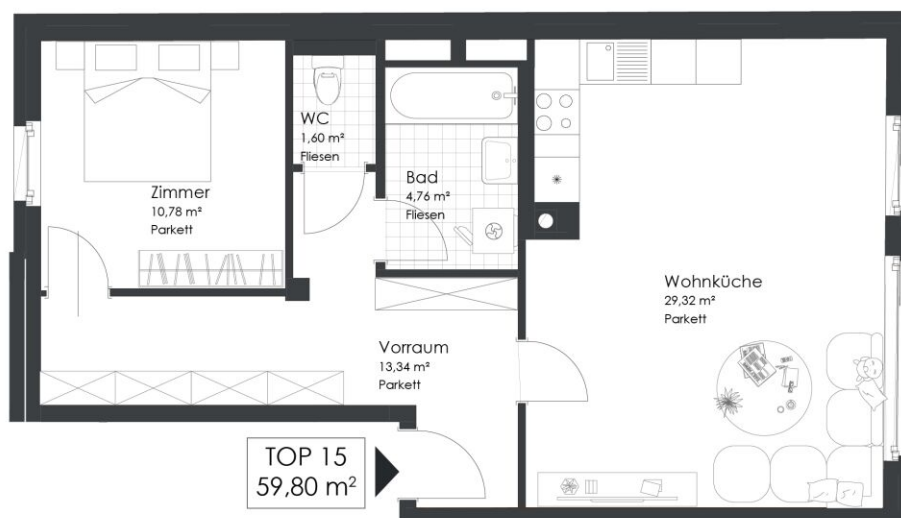 WC
1,60 m²
Fliesen
Bad
4,76 m²
Fliesen
Zimmer
10,78 m²
Parkett
Wohnküche
29,32 m²
Parkett
Vorraum
13,34 m²
Parkett
TOP 15
59,80 m²